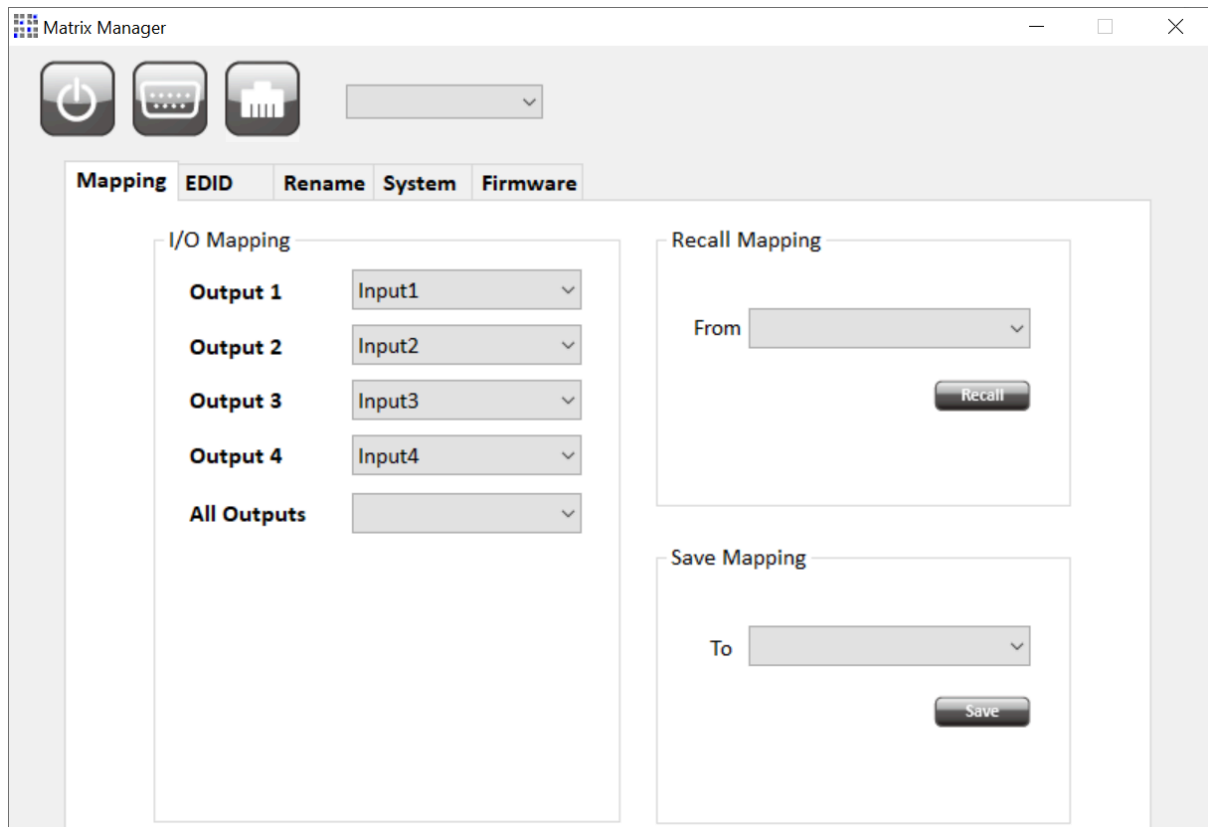 Matrix Manager
Mapping EDID Rename System Firmware
I/O Mapping
Output 1 Input1
Output 2 Input2
Output 3 Input3
Output 4 Input4
All Outputs
Recall Mapping
From
Recall
Save Mapping
To
Save